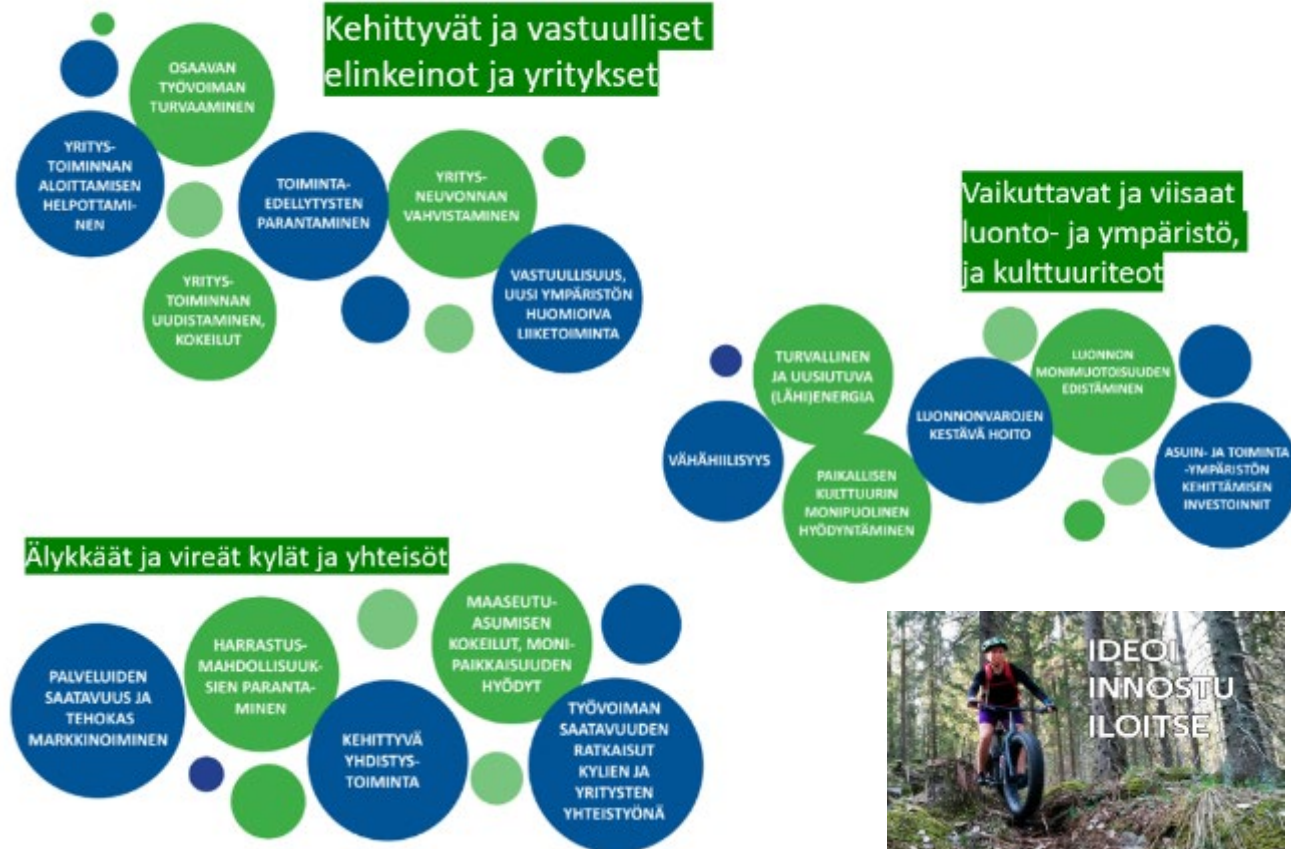 Kehittyvät ja vastuulliset
elinkeinot ja yritykset
OSAAVAN
TYÖVOIMAN
TURVAAMINEN
YRITYS-
TOIMINNAN
ALOITTAMISEN
HELPOTTAMI-
NEN
TOIMINTA-
EDELLYTYSTEN
PARANTAMINEN
YRITYS-
NEUVONNAN
VAHVISTAMINEN
YRITYS-
TOIMINNAN
UUDISTAMINEN,
KOKEILUT
VASTUULLISUUS,
UUSI YMPÄRISTÖN
HUOMIOIVA
LIIKETOIMINTA
Vaikuttavat ja viisaat
luonto- ja ympäristö,
ja kulttuuriteot
TURVALLINEN
JA UUSIUTUVA
(LÄHI)ENERGIA
LUONNON
MONIMUOTOISUUDEN
EDISTÄMINEN
VÄHÄHIILISYYS
LUONNONVAROJEN
KESTÄVÄ HOITO
PAIKALLISEN
KULTTUURIN
MONIPUOLINEN
HYÖDYNTÄMINEN
ASUIN- JA TOIMINTA
-YMPÄRISTÖN
KEHITTÄMISEN
INVESTOINNIT
Älykkäät ja vireät kylät ja yhteisöt
PALVELUIDEN
SAATAVUUS JA
TEHOKAS
MARKKINOIMINEN
HARRASTUS-
MAHDOLLISUUK-
SIEN PARANTA-
MINEN
KEHITTYVÄ
YHDISTYS-
TOIMINTA
MAASEUTU-
ASUMISEN
KOKEILUT, MONI-
PAIKKAISUUDEN
HYÖDYT
TYÖVOIMAN
SAATAVUUDEN
RATKAISUT
KYLIEN JA
YRITYSTEN
YHTEISTYÖNÄ
IDEOI
INNOSTU
ILOITSE